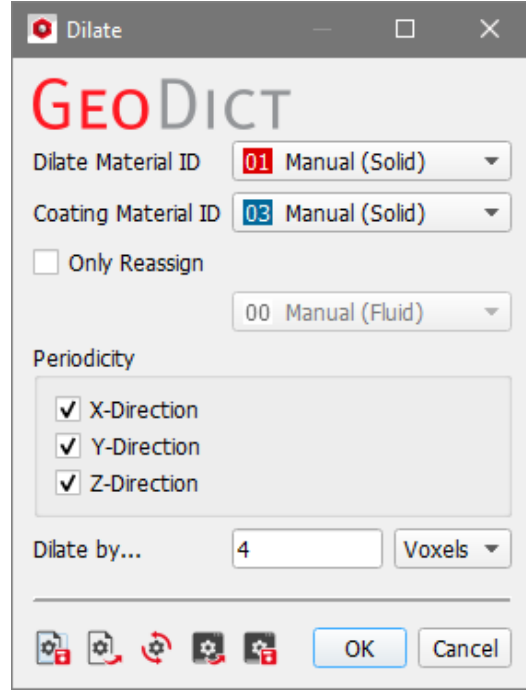 Dilate
GEODICT
Dilate Material ID 01 Manual (Solid)
Coating Material ID 03 Manual (Solid)
Only Reassign
00 Manual (Fluid)
Periodicity
X-Direction
Y-Direction
Z-Direction
Dilate by... 4 Voxels
OK Cancel